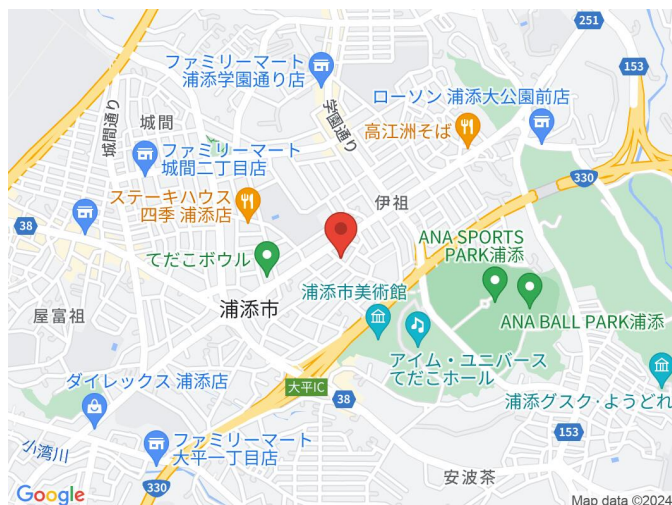 251
153
ファミリーマート
浦添学園通り店
学園通り
城間通り
城間
ローソン 浦添大公園前店
高江洲そば
ファミリーマート
城間二丁目店
330
ステーキハウス
四季 浦添店
伊祖
38
ANA SPORTS
PARK浦添
てだこボウル
浦添市美術館
浦添市
屋富祖
ANA BALL PARK浦添
アイム・ユニバース
てだこホール
大平IC
ダイレックス 浦添店
38
浦添グスク･ようどれ
153
小湾川
ファミリーマート
大平一丁目店
安波茶
330
Google
Map data ©2024